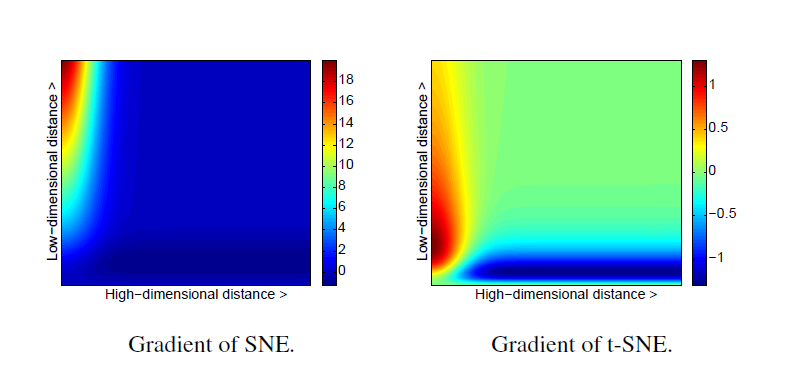 Low−dimensional distance >
18
16
14
12
10
8
6
4
2
0
High−dimensional distance >
Low−dimensional distance >
1
0.5
0
−0.5
−1
High−dimensional distance >
Gradient of SNE.
Gradient of t-SNE.